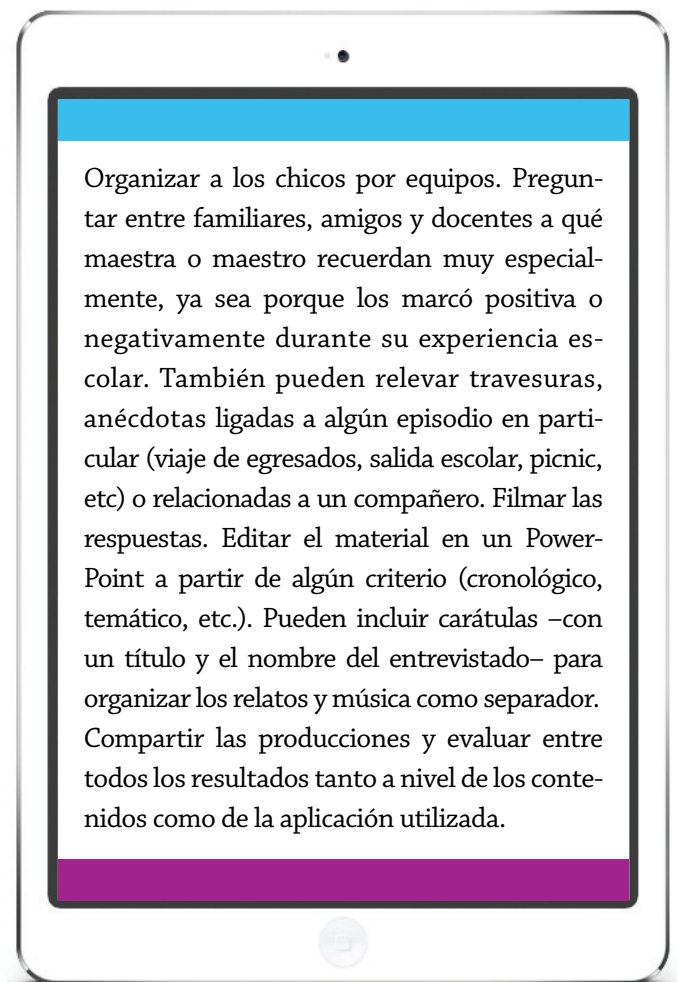 Organizar a los chicos por equipos. Pregun-
tar entre familiares, amigos y docentes a qué
maestra o maestro recuerdan muy especial-
mente, ya sea porque los marcó positiva o
negativamente durante su experiencia es-
colar. También pueden relevar travesuras,
anécdotas ligadas a algún episodio en parti-
cular (viaje de egresados, salida escolar, picnic,
etc) o relacionadas a un compañero. Filmar las
respuestas. Editar el material en un Power-
Point a partir de algún criterio (cronológico,
temático, etc.). Pueden incluir carátulas –con
un título y el nombre del entrevistado– para
organizar los relatos y música como separador.
Compartir las producciones y evaluar entre
todos los resultados tanto a nivel de los conte-
nidos como de la aplicación utilizada.